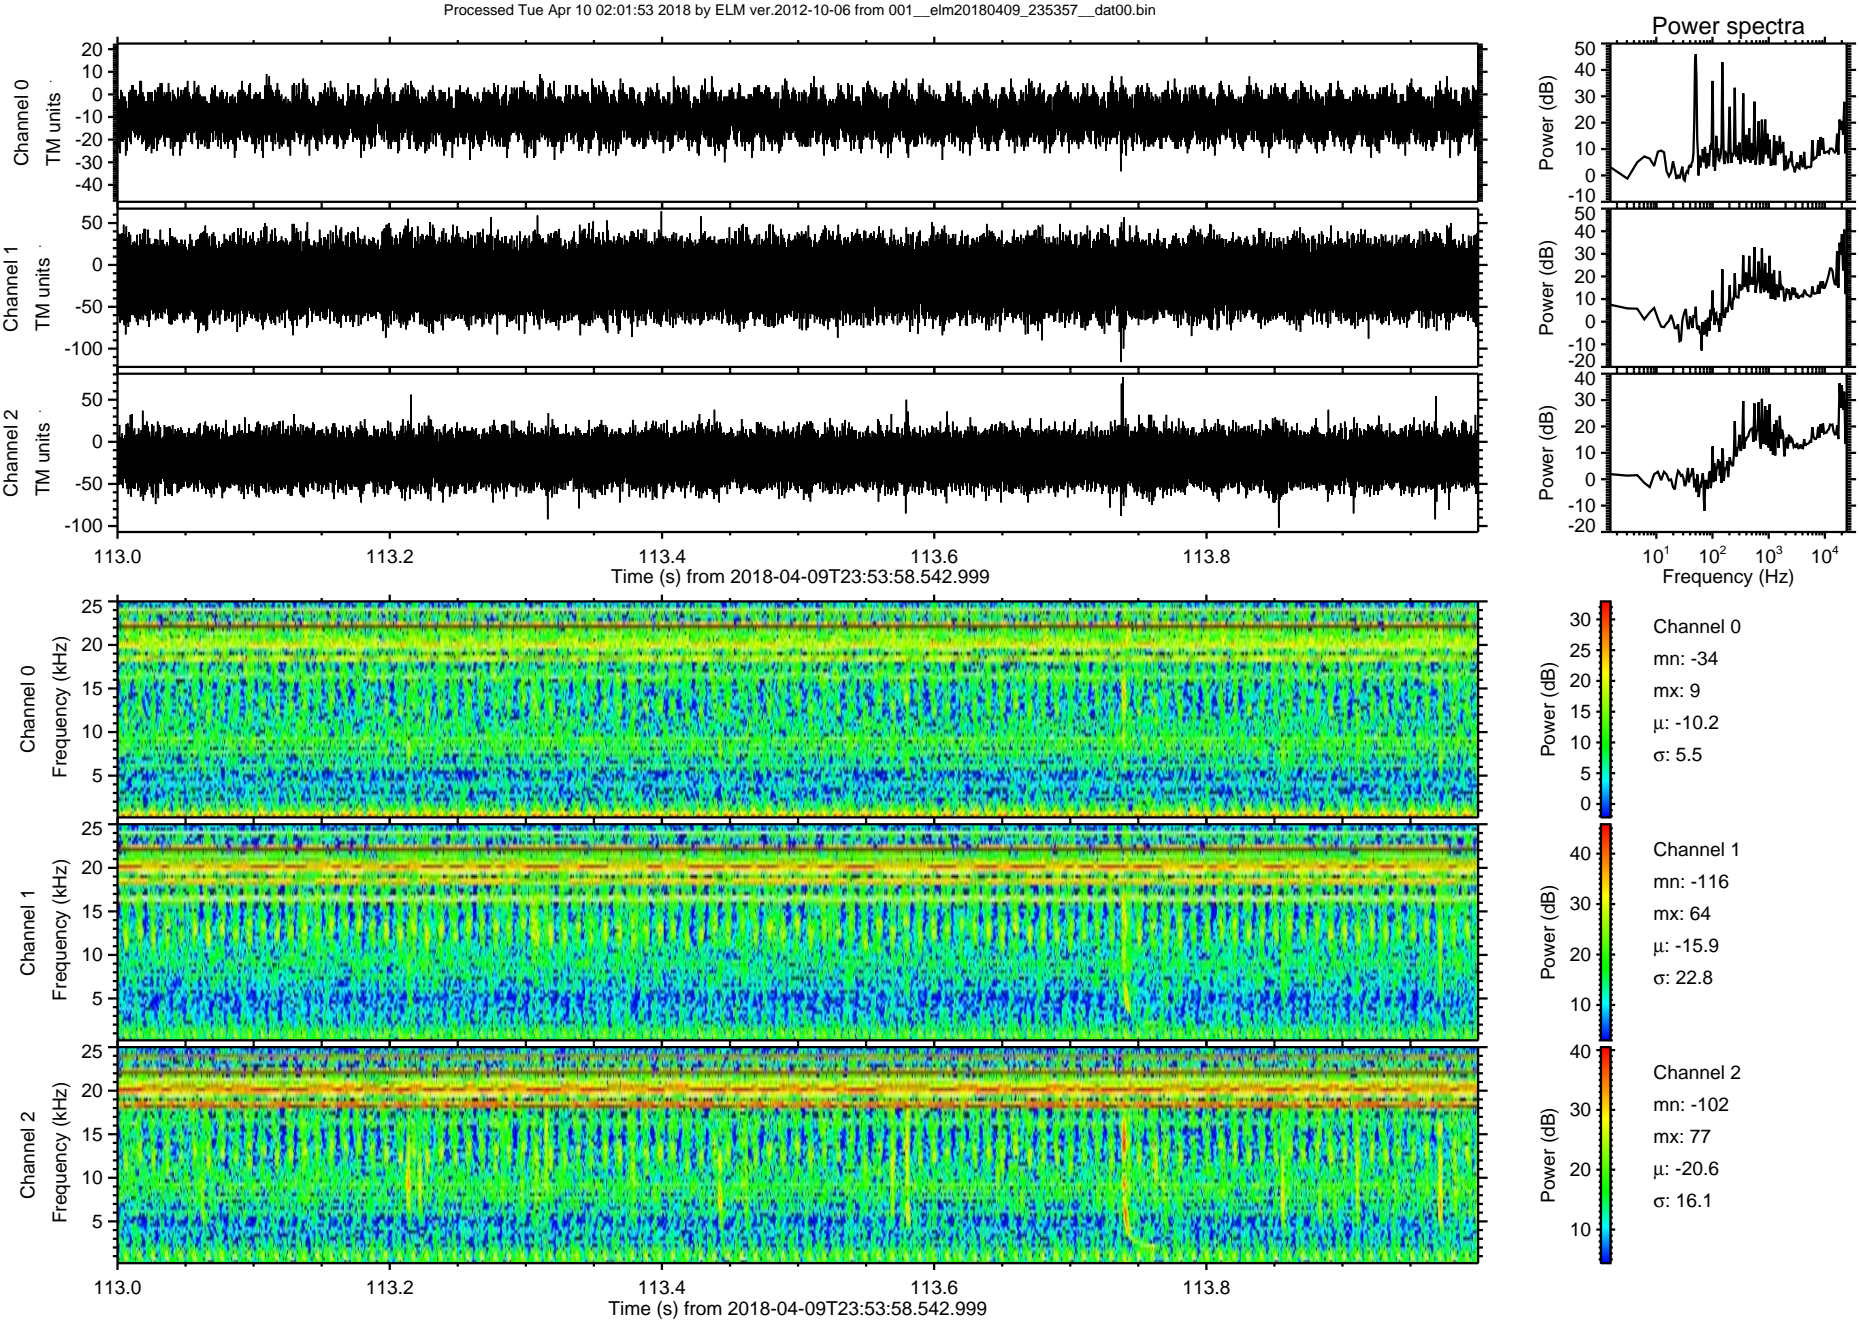 Processed Tue Apr 10 02:01:53 2018 by ELM ver.2012-10-06 from 001__elm20180409_235357__dat00.bin
Power spectra
Channel 0
TM units
20
10
0
-10
-20
-30
-40
Power (dB)
50
40
30
20
10
0
-10
Channel 1
TM units
50
0
-50
-100
Power (dB)
50
40
30
20
10
0
-10
-20
Channel 2
TM units
50
0
-50
-100
Power (dB)
40
30
20
10
0
-10
-20
113.0 113.2 113.4 113.6 113.8
Time (s) from 2018-04-09T23:53:58.542.999
10¹ 10² 10³ 10⁴
Frequency (Hz)
Channel 0
Frequency (kHz)
25
20
15
10
5
Power (dB)
30
25
20
15
10
5
0
Channel 0
mn: -34
mx: 9
μ: -10.2
σ: 5.5
Channel 1
Frequency (kHz)
25
20
15
10
5
Power (dB)
40
30
20
10
Channel 1
mn: -116
mx: 64
μ: -15.9
σ: 22.8
Channel 2
Frequency (kHz)
25
20
15
10
5
Power (dB)
40
30
20
10
Channel 2
mn: -102
mx: 77
μ: -20.6
σ: 16.1
113.0 113.2 113.4 113.6 113.8
Time (s) from 2018-04-09T23:53:58.542.999